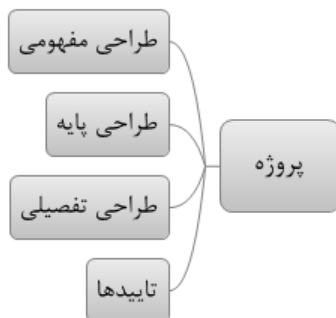 پروژه
طراحی مفهومی
طراحی پایه
طراحی تفصیلی
تاییدها